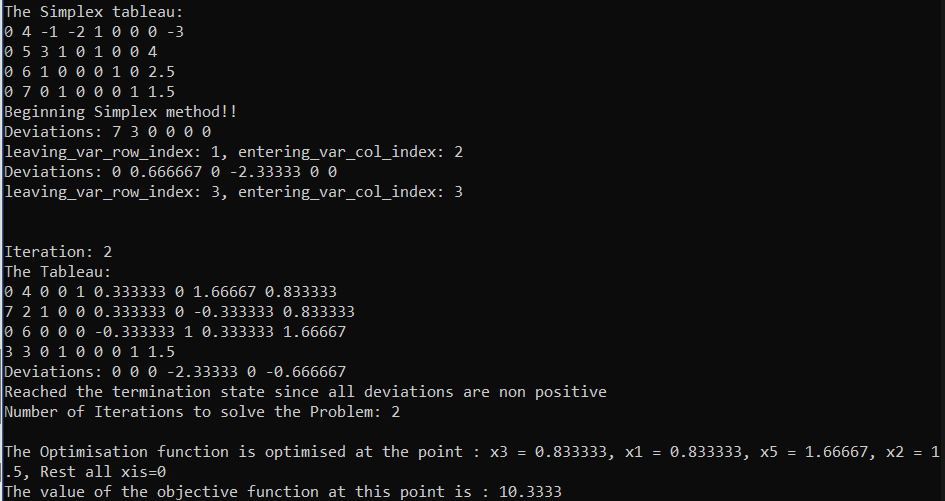 The Simplex tableau:
0 4 -1 -2 1 0 0 0 -3
0 5 3 1 0 1 0 0 4
0 6 1 0 0 0 1 0 2.5
0 7 0 1 0 0 0 1 1.5
Beginning Simplex method!!
Deviations: 7 3 0 0 0 0
leaving_var_row_index: 1, entering_var_col_index: 2
Deviations: 0 0.666667 0 -2.33333 0 0
leaving_var_row_index: 3, entering_var_col_index: 3
Iteration: 2
The Tableau:
0 4 0 0 1 0.333333 0 1.66667 0.833333
7 2 1 0 0 0.333333 0 -0.333333 0.833333
0 6 0 0 0 -0.333333 1 0.333333 1.66667
3 3 0 1 0 0 0 1 1.5
Deviations: 0 0 0 -2.33333 0 -0.666667
Reached the termination state since all deviations are non positive
Number of Iterations to solve the Problem: 2
The Optimisation function is optimised at the point : x3 = 0.833333, x1 = 0.833333, x5 = 1.66667, x2 = 1
.5, Rest all xis=0
The value of the objective function at this point is : 10.3333